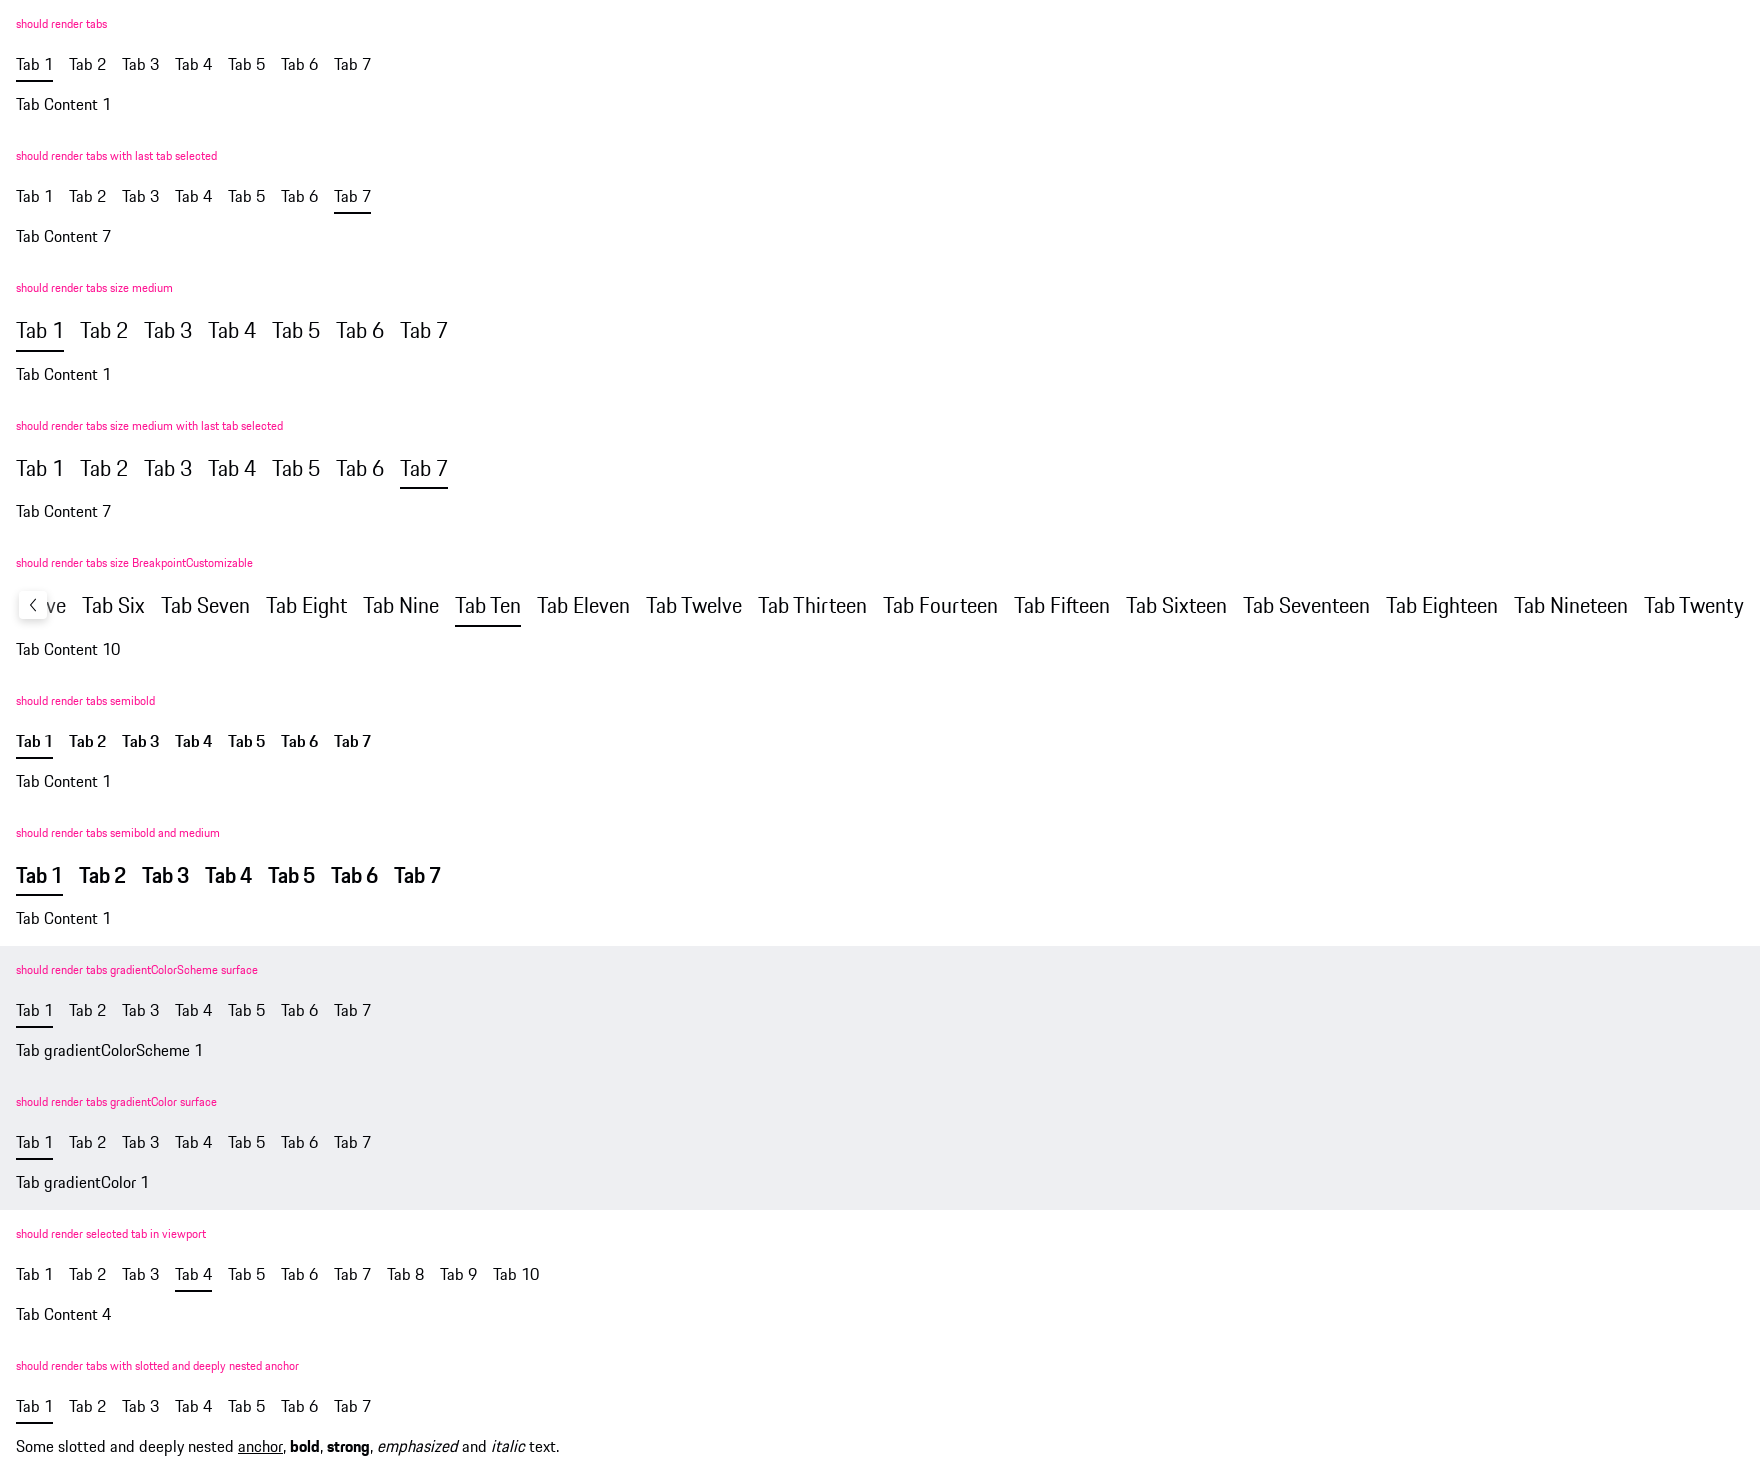 should render tabs
Tab 1 Tab 2 Tab 3 Tab 4 Tab 5 Tab 6 Tab 7
Tab Content 1
should render tabs with last tab selected
Tab 1 Tab 2 Tab 3 Tab 4 Tab 5 Tab 6 Tab 7
Tab Content 7
should render tabs size medium
Tab 1 Tab 2 Tab 3 Tab 4 Tab 5 Tab 6 Tab 7
Tab Content 1
should render tabs size medium with last tab selected
Tab 1 Tab 2 Tab 3 Tab 4 Tab 5 Tab 6 Tab 7
Tab Content 7
should render tabs size BreakpointCustomizable
ve Tab Six Tab Seven Tab Eight Tab Nine Tab Ten Tab Eleven Tab Twelve Tab Thirteen Tab Fourteen Tab Fifteen Tab Sixteen Tab Seventeen Tab Eighteen Tab Nineteen Tab Twenty
Tab Content 10
should render tabs semibold
Tab 1 Tab 2 Tab 3 Tab 4 Tab 5 Tab 6 Tab 7
Tab Content 1
should render tabs semibold and medium
Tab 1 Tab 2 Tab 3 Tab 4 Tab 5 Tab 6 Tab 7
Tab Content 1
should render tabs gradientColorScheme surface
Tab 1 Tab 2 Tab 3 Tab 4 Tab 5 Tab 6 Tab 7
Tab gradientColorScheme 1
should render tabs gradientColor surface
Tab 1 Tab 2 Tab 3 Tab 4 Tab 5 Tab 6 Tab 7
Tab gradientColor 1
should render selected tab in viewport
Tab 1 Tab 2 Tab 3 Tab 4 Tab 5 Tab 6 Tab 7 Tab 8 Tab 9 Tab 10
Tab Content 4
should render tabs with slotted and deeply nested anchor
Tab 1 Tab 2 Tab 3 Tab 4 Tab 5 Tab 6 Tab 7
Some slotted and deeply nested anchor, bold, strong, emphasized and italic text.